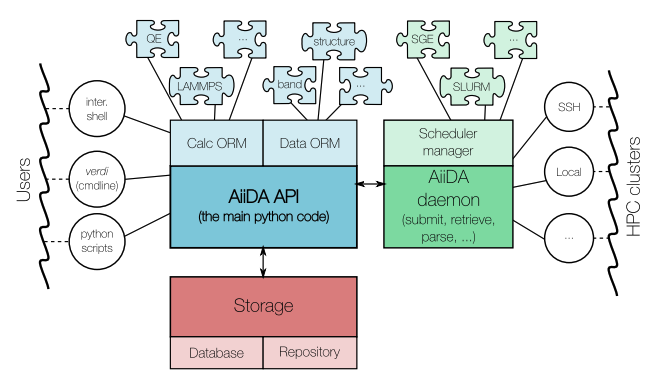 QE
...
structure
SGE
...
LAMMPS
band
...
SLURM
inter.
shell
verdi
(cmdline)
python
scripts
Users
Calc ORM
Data ORM
AiiDA API
(the main python code)
Storage
Database
Repository
Scheduler
manager
AiiDA
daemon
(submit, retrieve,
parse, ...)
SSH
Local
...
HPC clusters